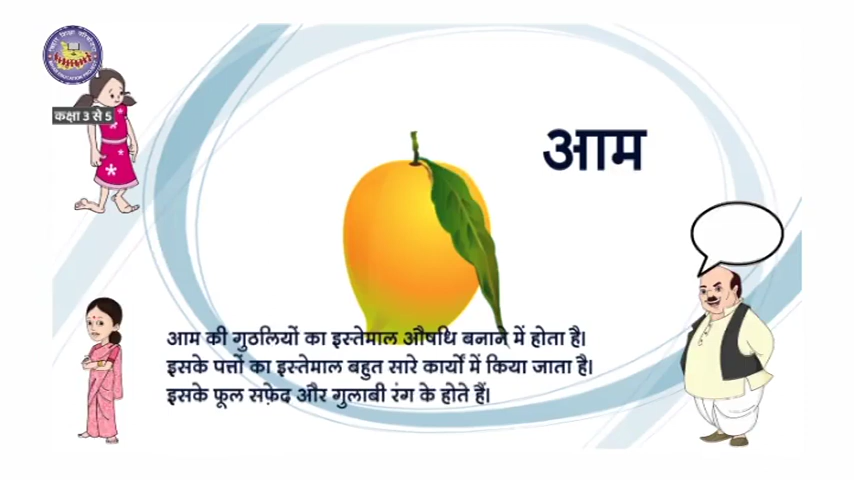 कक्षा 3 से 5
आम
आम की गुठलियों का इस्तेमाल औषधि बनाने में होता है।
इसके पत्तों का इस्तेमाल बहुत सारे कार्यों में किया जाता है।
इसके फूल सफ़ेद और गुलाबी रंग के होते हैं।